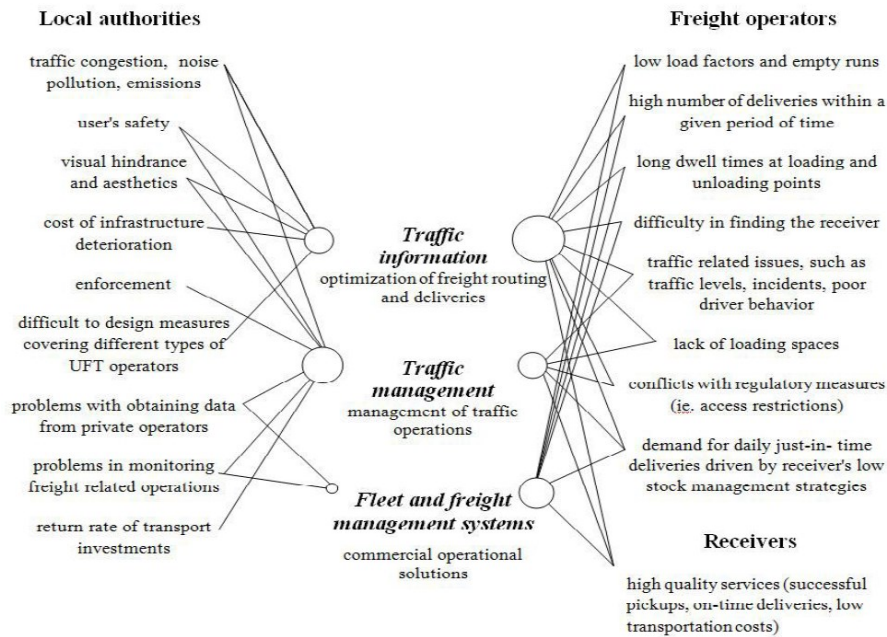 Local authorities
traffic congestion, noise
pollution, emissions
user's safety
visual hindrance
and aesthetics
cost of infrastructure
deterioration
enforcement
difficult to design measures
covering different types of
UFT operators
problems with obtaining data
from private operators
problems in monitoring
freight related operations
return rate of transport
investments
Traffic
information
optimization of freight routing
and deliveries
Traffic
management
management of traffic
operations
Fleet and freight
management systems
commercial operational
solutions
Freight operators
low load factors and empty runs
high number of deliveries within a
given period of time
long dwell times at loading and
unloading points
difficulty in finding the receiver
traffic related issues, such as
traffic levels, incidents, poor
driver behavior
lack of loading spaces
conflicts with regulatory measures
(ie. access restrictions)
demand for daily just-in- time
deliveries driven by receiver's low
stock management strategies
Receivers
high quality services (successful
pickups, on-time deliveries, low
transportation costs)